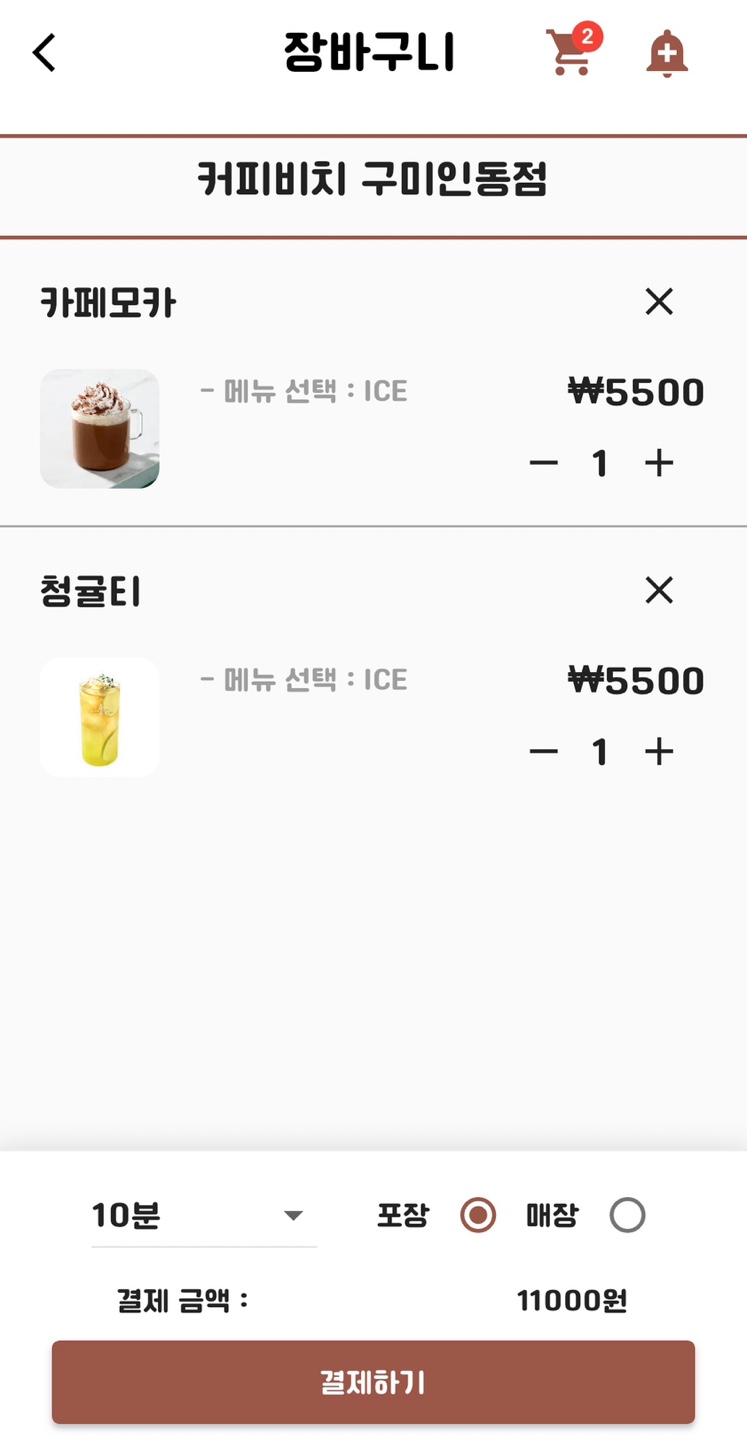 장바구니
2
커피비치 구미인동점
카페모카
- 메뉴 선택 : ICE
₩5500
1
청귤티
- 메뉴 선택 : ICE
₩5500
1
10분 포장 매장
결제 금액 : 11000원
결제하기